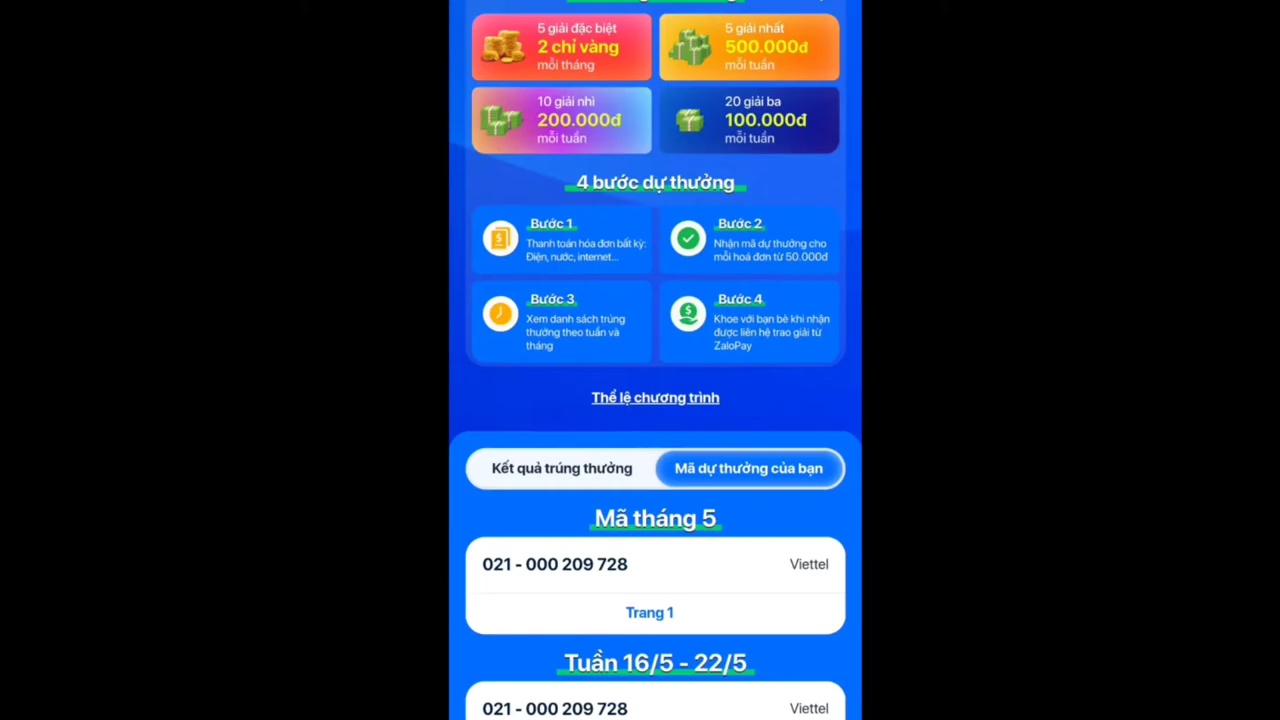 5 giải đặc biệt
2 chỉ vàng
mỗi tháng
5 giải nhất
500.000đ
mỗi tuần
10 giải nhì
200.000đ
mỗi tuần
20 giải ba
100.000đ
mỗi tuần
4 bước dự thưởng
Bước 1
Thanh toán hóa đơn bất kỳ:
Điện, nước, internet...
Bước 2
Nhận mã dự thưởng cho
mỗi hoá đơn từ 50.000đ
Bước 3
Xem danh sách trúng
thưởng theo tuần và
tháng
Bước 4
Khoe với bạn bè khi nhận
được liên hệ trao giải từ
ZaloPay
Thể lệ chương trình
Kết quả trúng thưởng
Mã dự thưởng của bạn
Mã tháng 5
021 - 000 209 728 Viettel
Trang 1
Tuần 16/5 - 22/5
021 - 000 209 728 Viettel